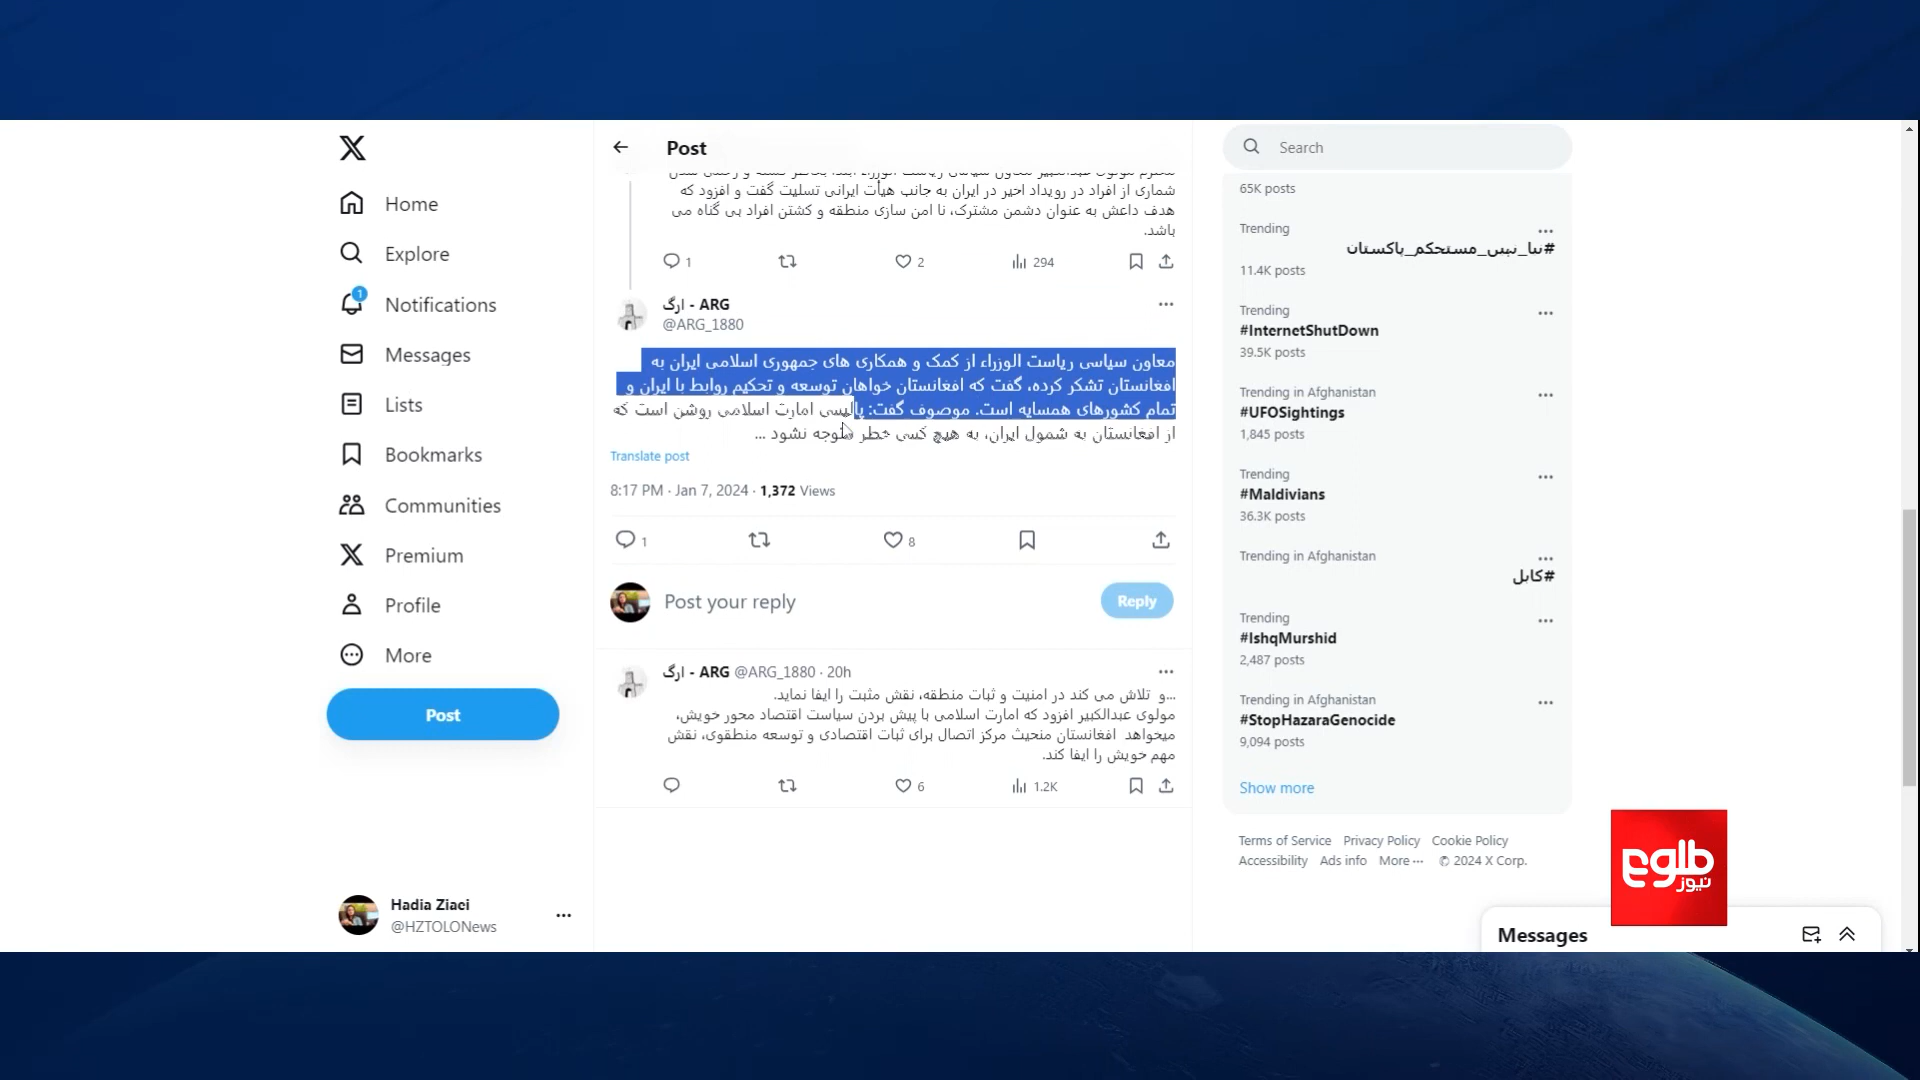 Home
Explore
1
Notifications
Messages
Lists
Bookmarks
Communities
Premium
Profile
More
Post
Hadia Ziaei
@HZTOLONews
Post
شماری از افراد در رویداد اخیر در ایران به جانب هیأت ایرانی تسلیت گفت و افزود که
هدف داعش به عنوان دشمن مشترک، نا امن سازی منطقه و کشتن افراد بی گناه می
باشد.
1 2 294
ارگ - ARG
@ARG_1880
معاون سیاسی ریاست الوزراء از کمک و همکاری های جمهوری اسلامی ایران به
افغانستان تشکر کرده، گفت که افغانستان خواهان توسعه و تحکیم روابط با ایران و
تمام کشورهای همسایه است. موصوف گفت: پالیسی امارت اسلامی روشن است که
از افغانستان به شمول ایران، به هیچ کسی خطر متوجه نشود ...
Translate post
8:17 PM · Jan 7, 2024 · 1,372 Views
1 8
Post your reply
Reply
ارگ - ARG @ARG_1880 · 20h
...و تلاش می کند در امنیت و ثبات منطقه، نقش مثبت را ایفا نماید.
مولوی عبدالکبیر افزود که امارت اسلامی با پیش بردن سیاست اقتصاد محور خویش،
میخواهد افغانستان منحیث مرکز اتصال برای ثبات اقتصادی و توسعه منطقوی، نقش
مهم خویش را ایفا کند.
6 1.2K
Search
65K posts
Trending
11.4K posts
Trending
#InternetShutDown
39.5K posts
Trending in Afghanistan
#UFOSightings
1,845 posts
Trending
#Maldivians
36.3K posts
Trending in Afghanistan
#کابل
Trending
#IshqMurshid
2,487 posts
Trending in Afghanistan
#StopHazaraGenocide
9,094 posts
Show more
Terms of Service Privacy Policy Cookie Policy
Accessibility Ads info More ··· © 2024 X Corp.
طلوع
نیوز
Messages